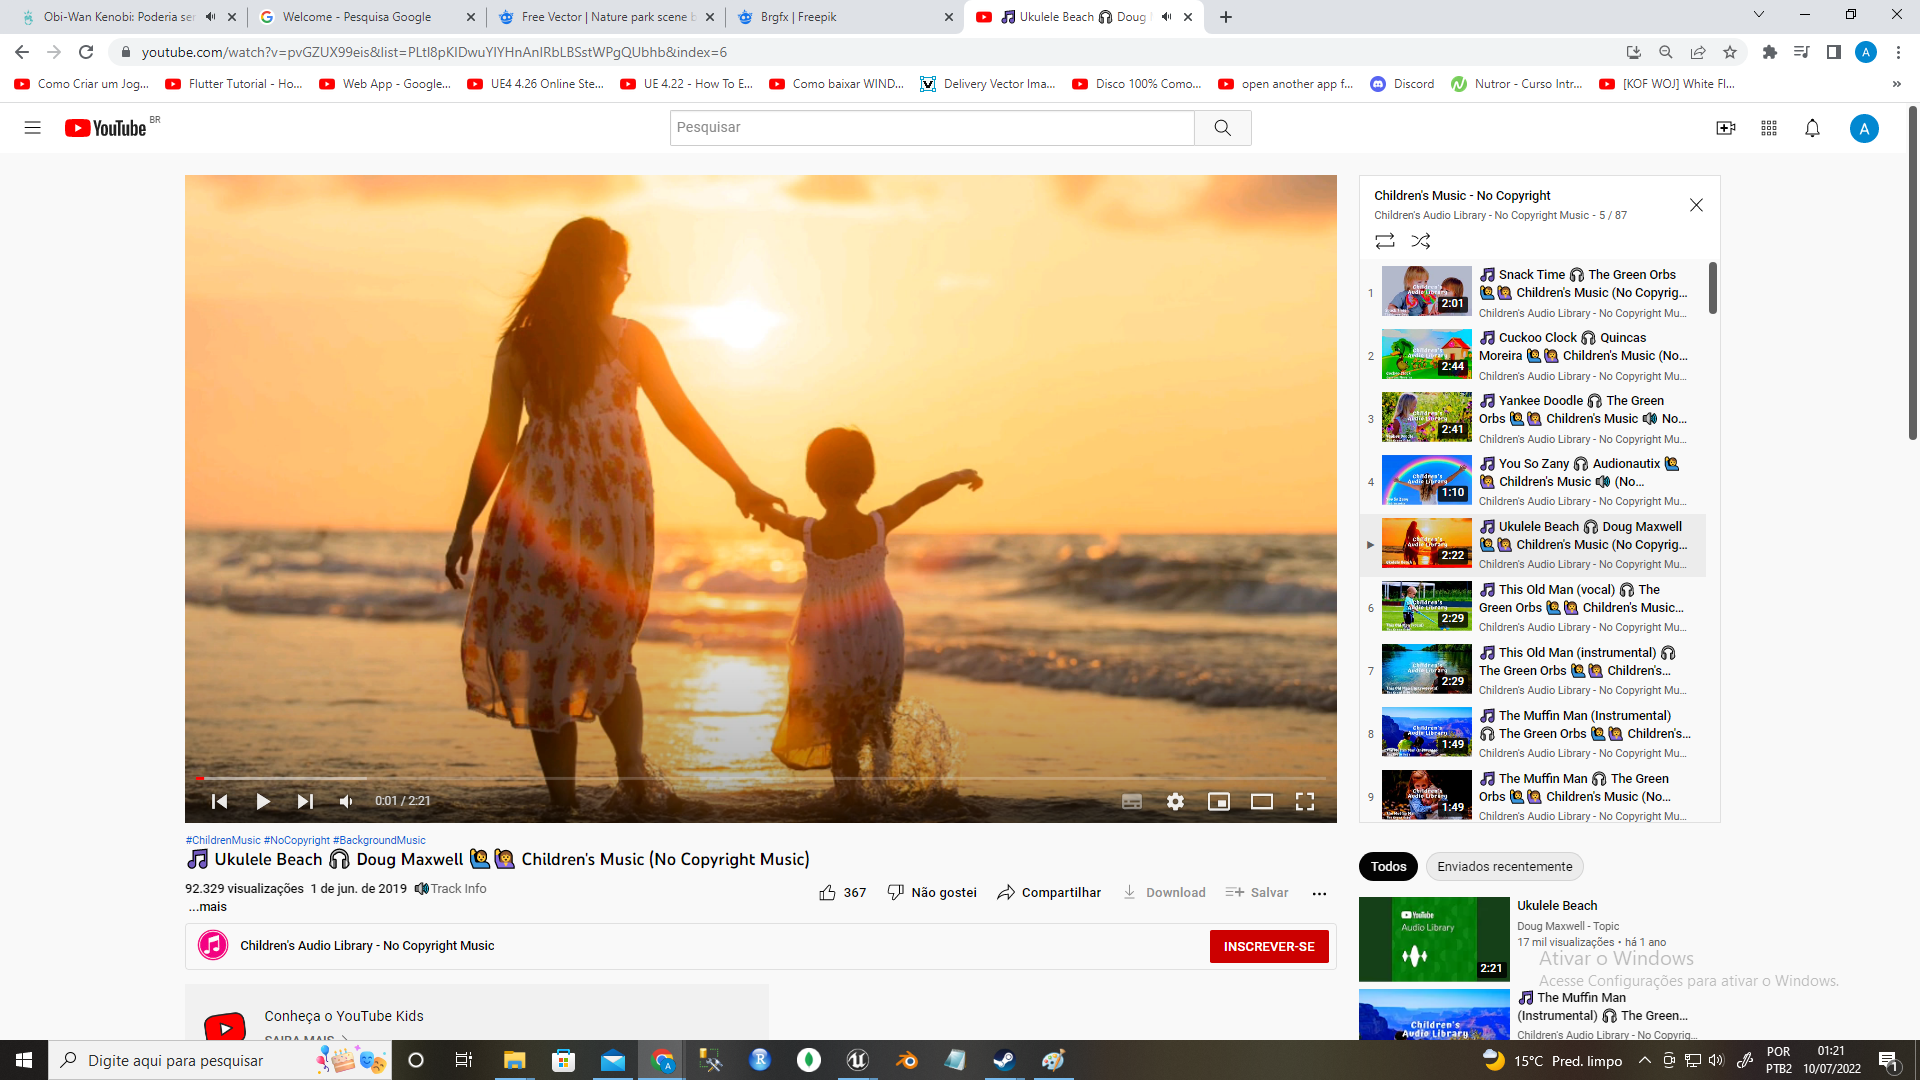 Obi-Wan Kenobi: Poderia ser
Welcome - Pesquisa Google
Free Vector | Nature park scene b
Brgfx | Freepik
🎵 Ukulele Beach 🎧 Doug
youtube.com/watch?v=pvGZUX99eis&list=PLtI8pKIDwuYIYHnAnIRbLBSstWPgQUbhb&index=6
A
Como Criar um Jog...
Flutter Tutorial - Ho...
Web App - Google...
UE4 4.26 Online Ste...
UE 4.22 - How To E...
Como baixar WIND...
Delivery Vector Ima...
Disco 100% Como...
open another app f...
Discord
Nutror - Curso Intr...
[KOF WOJ] White Fl...
»
YouTube BR
Pesquisar
A
Children's Music - No Copyright
Children's Audio Library - No Copyright Music - 5 / 87
1
2:01
🎵 Snack Time 🎧 The Green Orbs
🙋🙋 Children's Music (No Copyrig...
Children's Audio Library - No Copyright Mu...
2
2:44
🎵 Cuckoo Clock 🎧 Quincas
Moreira 🙋🙋 Children's Music (No...
Children's Audio Library - No Copyright Mu...
3
2:41
🎵 Yankee Doodle 🎧 The Green
Orbs 🙋🙋 Children's Music 🔊 No...
Children's Audio Library - No Copyright Mu...
4
1:10
🎵 You So Zany 🎧 Audionautix 🙋
🙋 Children's Music 🔊 (No...
Children's Audio Library - No Copyright Mu...
2:22
🎵 Ukulele Beach 🎧 Doug Maxwell
🙋🙋 Children's Music (No Copyrig...
Children's Audio Library - No Copyright Mu...
6
2:29
🎵 This Old Man (vocal) 🎧 The
Green Orbs 🙋🙋 Children's Music...
Children's Audio Library - No Copyright Mu...
7
2:29
🎵 This Old Man (instrumental) 🎧
The Green Orbs 🙋🙋 Children's...
Children's Audio Library - No Copyright Mu...
8
1:49
🎵 The Muffin Man (Instrumental)
🎧 The Green Orbs 🙋🙋 Children's...
Children's Audio Library - No Copyright Mu...
9
1:49
🎵 The Muffin Man 🎧 The Green
Orbs 🙋🙋 Children's Music (No...
Children's Audio Library - No Copyright Mu...
0:01 / 2:21
#ChildrenMusic #NoCopyright #BackgroundMusic
🎵 Ukulele Beach 🎧 Doug Maxwell 🙋🙋 Children's Music (No Copyright Music)
92.329 visualizações 1 de jun. de 2019 🔊Track Info
...mais
367
Não gostei
Compartilhar
Download
Salvar
Children's Audio Library - No Copyright Music
INSCREVER-SE
Conheça o YouTube Kids
SAIBA MAIS
Todos
Enviados recentemente
YouTube
Audio Library
2:21
Ukulele Beach
Doug Maxwell - Topic
17 mil visualizações • há 1 ano
Ativar o Windows
Acesse Configurações para ativar o Windows.
Children's
Audio Library
🎵 The Muffin Man
(Instrumental) 🎧 The Green...
Children's Audio Library - No Copyrig...
Digite aqui para pesquisar
15°C Pred. limpo
POR
PTB2
01:21
10/07/2022
1